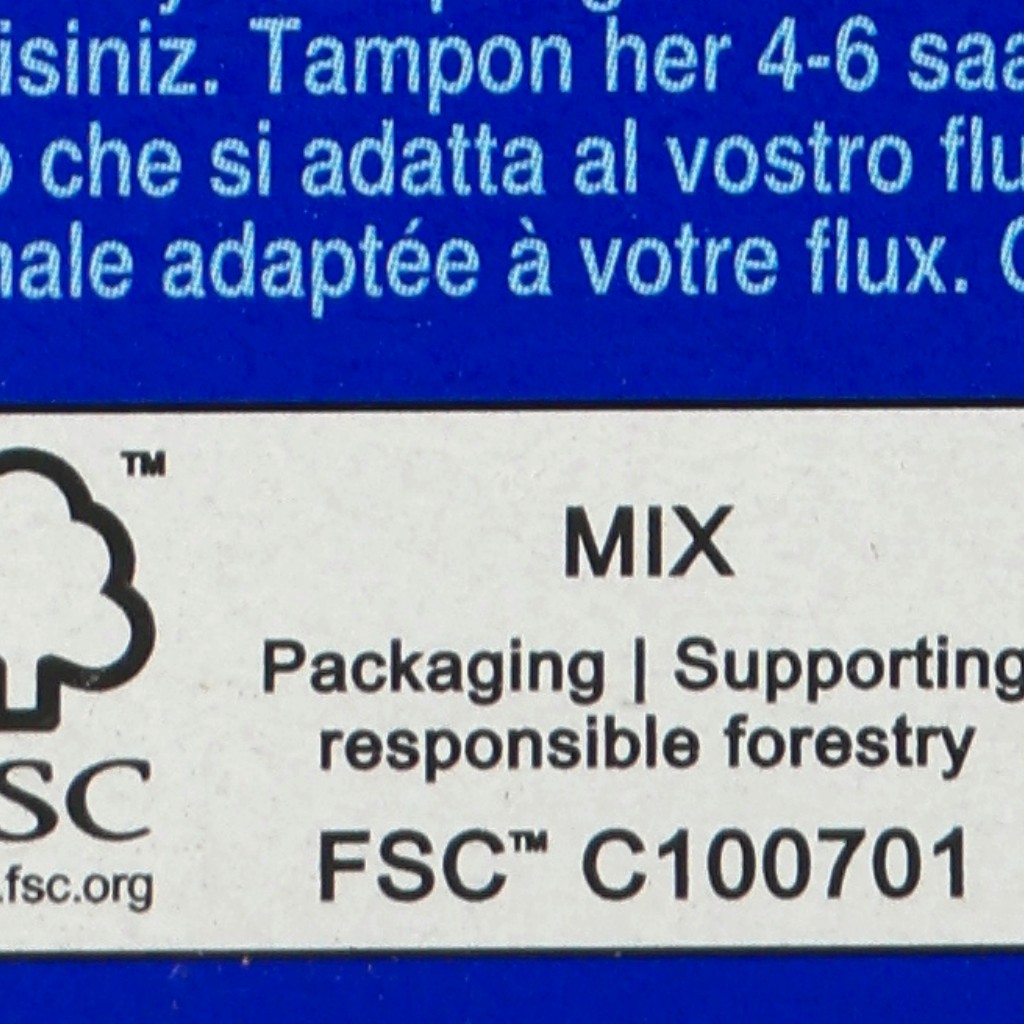 isiniz. Tampon her 4-6 saa
che si adatta al vostro flu
nale adaptée à votre flux.
TM
MIX
Packaging | Supporting
responsible forestry
SC
FSC™ C100701
.fsc.org